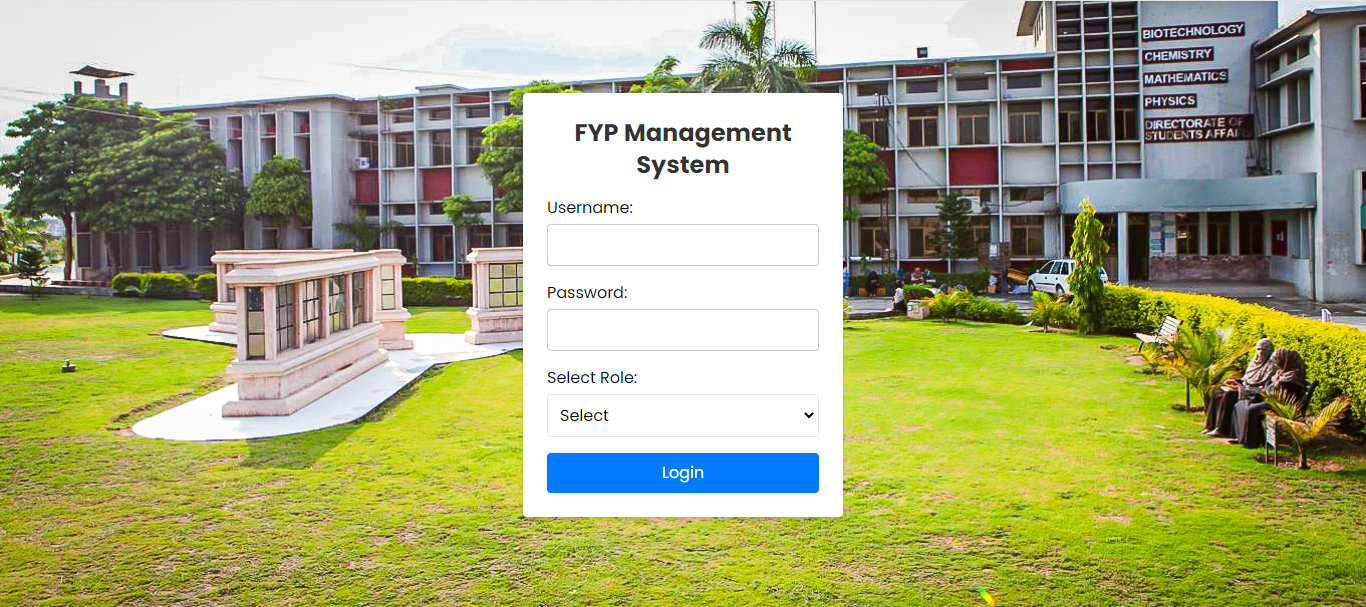 BIOTECHNOLOGY
CHEMISTRY
MATHEMATICS
PHYSICS
DIRECTORATE OF
STUDENTS AFFAIRS
FYP Management
System
Username:
Password:
Select Role:
Select
Login